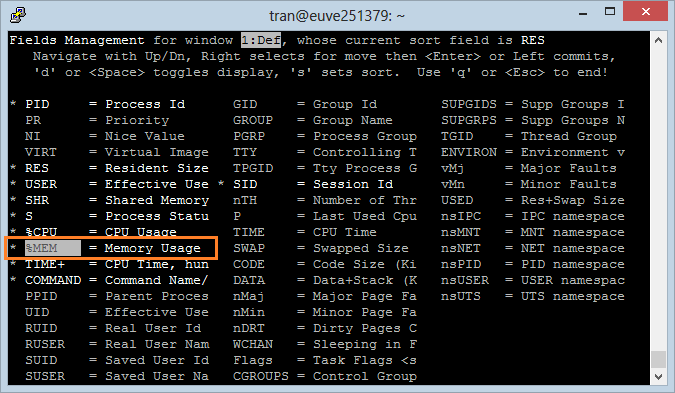 tran@euve251379: ~
Fields Management for window 1:Def, whose current sort field is RES
Navigate with Up/Dn, Right selects for move then <Enter> or Left commits,
'd' or <Space> toggles display, 's' sets sort.  Use 'q' or <Esc> to end!
* PID     = Process Id      GID     = Group Id        SUPGIDS = Supp Groups I
PR      = Priority        GROUP   = Group Name      SUPGRPS = Supp Groups N
NI      = Nice Value      PGRP    = Process Group   TGID    = Thread Group
VIRT    = Virtual Image   TTY     = Controlling T   ENVIRON = Environment v
* RES     = Resident Size   TPGID   = Tty Process G   vMj     = Major Faults
* USER    = Effective Use * SID     = Session Id      vMn     = Minor Faults
* SHR     = Shared Memory   nTH     = Number of Thr   USED    = Res+Swap Size
* S       = Process Statu   P       = Last Used Cpu   nsIPC   = IPC namespace
* %CPU    = CPU Usage       TIME    = CPU Time        nsMNT   = MNT namespace
* %MEM    = Memory Usage    SWAP    = Swapped Size    nsNET   = NET namespace
* TIME+   = CPU Time, hun   CODE    = Code Size (Ki   nsPID   = PID namespace
* COMMAND = Command Name/   DATA    = Data+Stack (K   nsUSER  = USER namespac
PPID    = Parent Proces   nMaj    = Major Page Fa   nsUTS   = UTS namespace
UID     = Effective Use   nMin    = Minor Page Fa
RUID    = Real User Id    nDRT    = Dirty Pages C
RUSER   = Real User Nam   WCHAN   = Sleeping in F
SUID    = Saved User Id   Flags   = Task Flags <s
SUSER   = Saved User Na   CGROUPS = Control Group